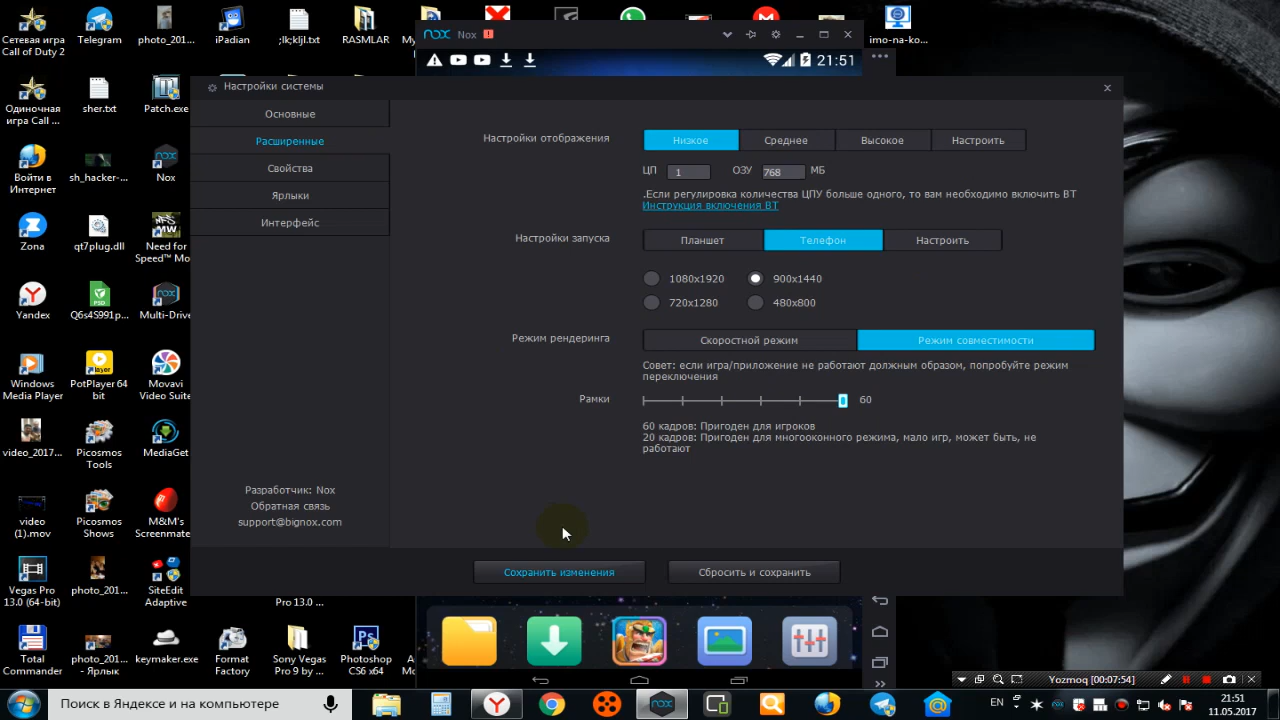 Сетевая игра
Call of Duty 2
Telegram
photo_201...
iPadian
;lk;kljl.txt
RASMLAR
imo-na-ko...
nox Nox
21:51
Настройки системы
Одиночная
игра Call ...
sher.txt
Patch.exe
Войти в
Интернет
sh_hacker-...
Nox
Zona
qt7plug.dll
Need for
Speed™ Mo...
Yandex
Q6s4S991p...
Multi-Drive
Windows
Media Player
PotPlayer 64
bit
Movavi
Video Suite
video_2017...
Picosmos
Tools
MediaGet
video
(1).mov
Picosmos
Shows
M&M's
Screenmate
Vegas Pro
13.0 (64-bit)
photo_201...
SiteEdit
Adaptive
Pro 13.0 ...
Total
Commander
photo_201...
- Ярлык
keymaker.exe
Format
Factory
Sony Vegas
Pro 9 by ...
Photoshop
CS6 x64
Основные
Расширенные
Свойства
Ярлыки
Интерфейс
Разработчик: Nox
Обратная связь
support@bignox.com
Настройки отображения
Низкое
Среднее
Высокое
Настроить
ЦП 1 ОЗУ 768 МБ
.Если регулировка количества ЦПУ больше одного, то вам необходимо включить ВТ
Инструкция включения ВТ
Настройки запуска
Планшет
Телефон
Настроить
1080x1920
900x1440
720x1280
480x800
Режим рендеринга
Скоростной режим
Режим совместимости
Совет: если игра/приложение не работают должным образом, попробуйте режим
переключения
Рамки
60
60 кадров: Пригоден для игроков
20 кадров: Пригоден для многооконного режима, мало игр, может быть, не
работают
Сохранить изменения
Сбросить и сохранить
Yozmoq [00:07:54]
Поиск в Яндексе и на компьютере
EN
21:51
11.05.2017